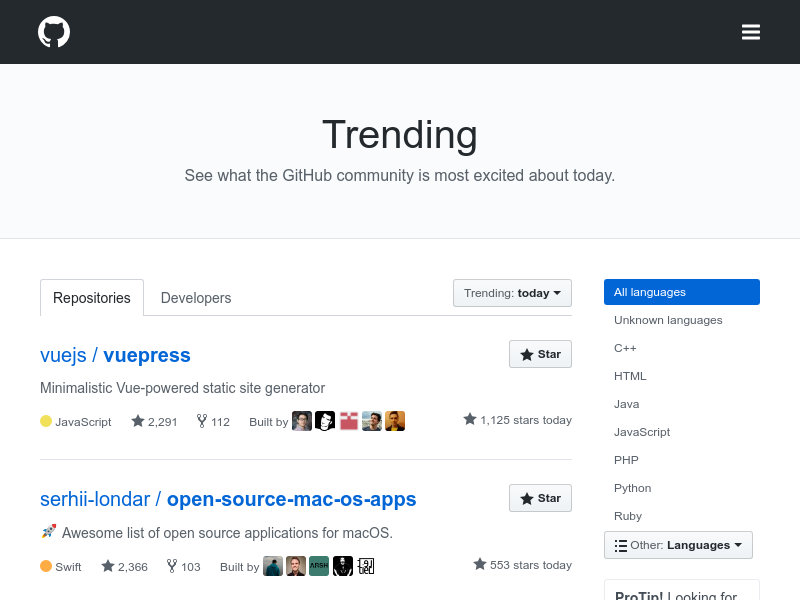 Trending
See what the GitHub community is most excited about today.
Repositories
Developers
Trending: today
vuejs / vuepress
Star
Minimalistic Vue-powered static site generator
JavaScript 2,291 112 Built by 1,125 stars today
serhii-londar / open-source-mac-os-apps
Star
🚀 Awesome list of open source applications for macOS.
Swift 2,366 103 Built by 553 stars today
All languages
Unknown languages
C++
HTML
Java
JavaScript
PHP
Python
Ruby
Other: Languages
ProTip! Looking for